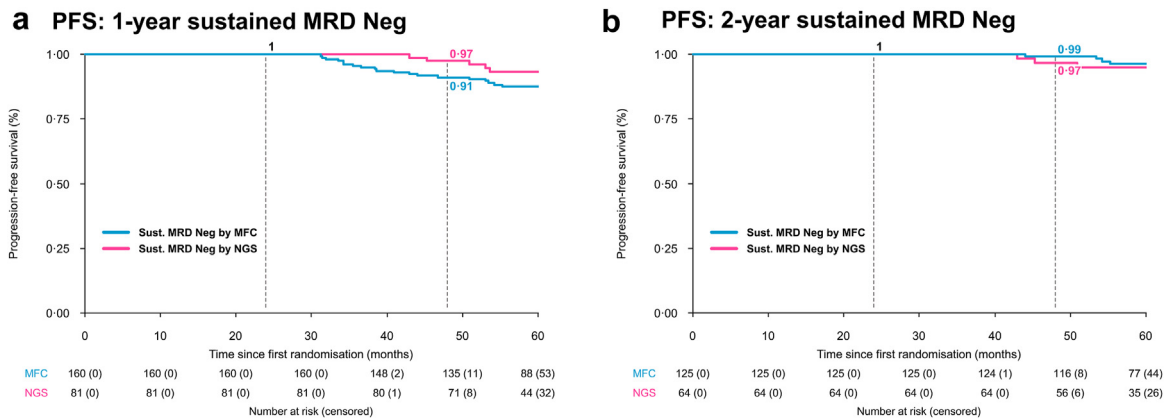 a PFS: 1-year sustained MRD Neg
1
1·00
0·97
0·91
0·75
0·50
0·25
0·00
Progression-free survival (%)
Sust. MRD Neg by MFC
Sust. MRD Neg by NGS
0 10 20 30 40 50 60
Time since first randomisation (months)
MFC 160 (0) 160 (0) 160 (0) 160 (0) 148 (2) 135 (11) 88 (53)
NGS 81 (0) 81 (0) 81 (0) 81 (0) 80 (1) 71 (8) 44 (32)
Number at risk (censored)
b PFS: 2-year sustained MRD Neg
1
1·00
0·99
0·97
0·75
0·50
0·25
0·00
Progression-free survival (%)
Sust. MRD Neg by MFC
Sust. MRD Neg by NGS
0 10 20 30 40 50 60
Time since first randomisation (months)
MFC 125 (0) 125 (0) 125 (0) 125 (0) 124 (1) 116 (8) 77 (44)
NGS 64 (0) 64 (0) 64 (0) 64 (0) 64 (0) 56 (6) 35 (26)
Number at risk (censored)